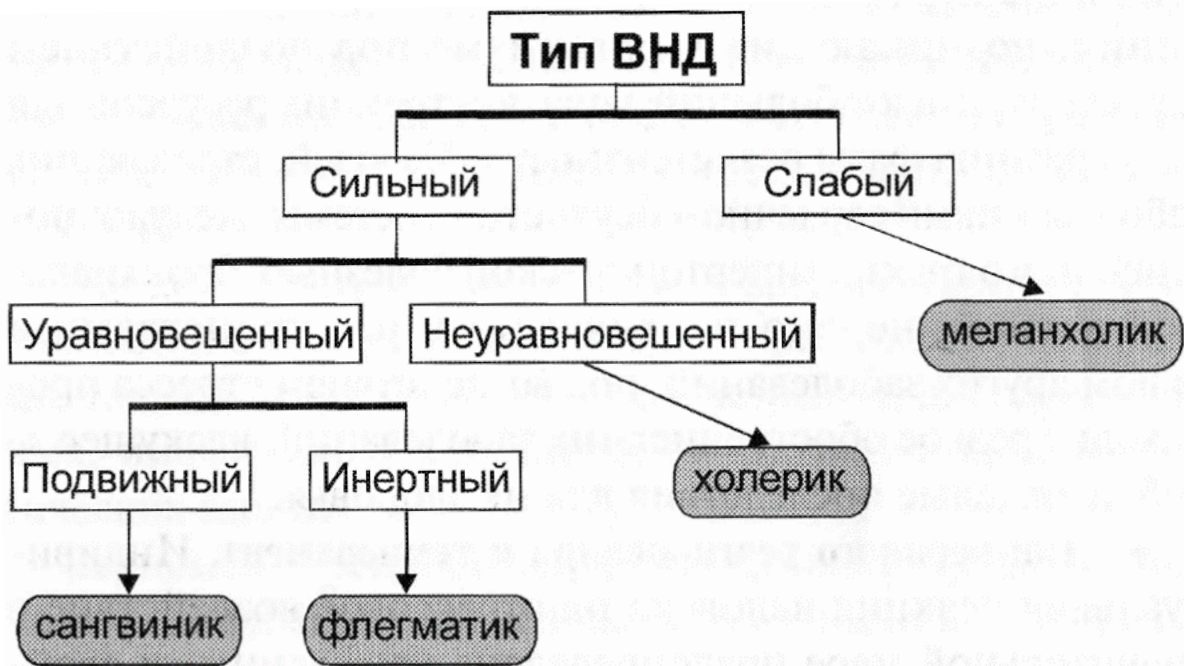 Тип ВНД
Сильный
Слабый
Уравновешенный
Неуравновешенный
меланхолик
Подвижный
Инертный
холерик
сангвиник
флегматик